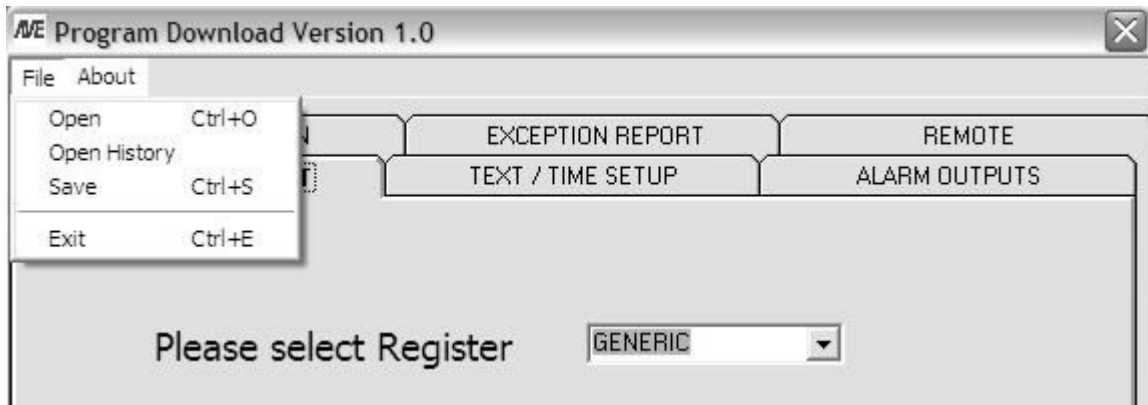 AVE Program Download Version 1.0
File About
Open Ctrl+O
Open History
Save Ctrl+S
Exit Ctrl+E
EXCEPTION REPORT REMOTE
TEXT / TIME SETUP ALARM OUTPUTS
Please select Register GENERIC